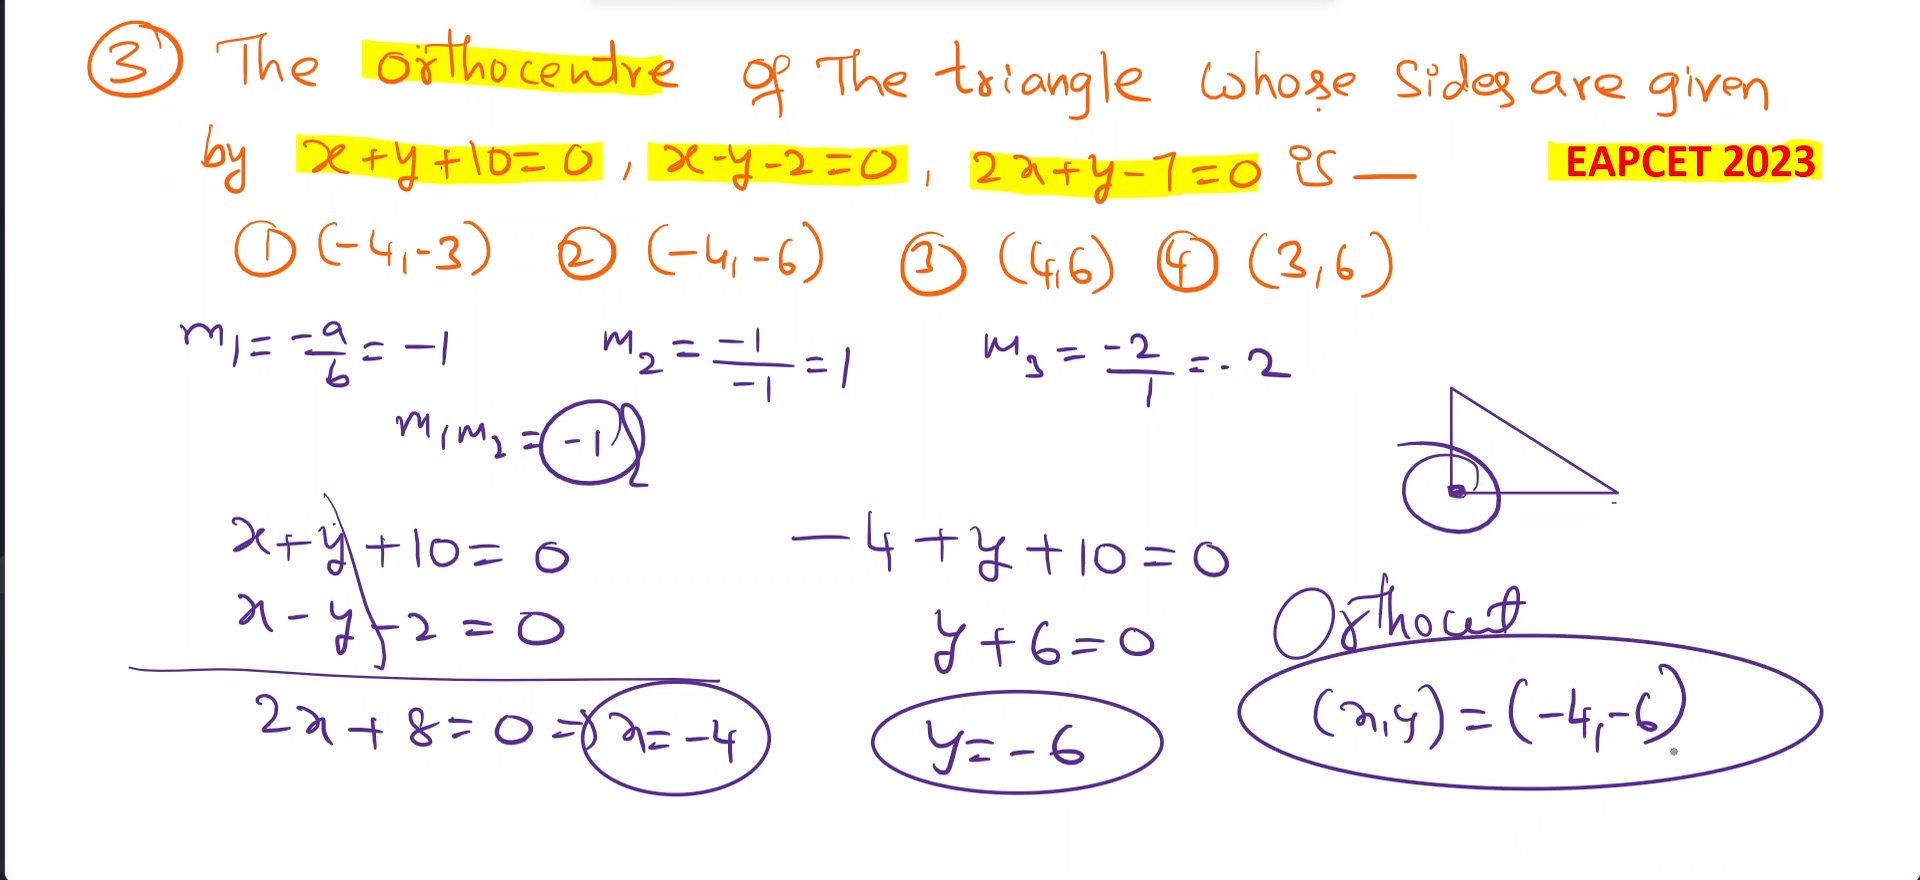 ③ The orthocentre of The triangle whose sides are given
by x+y+10=0, x-y-2=0, 2x+y-7=0 is —
EAPCET 2023
① (-4,-3) ② (-4,-6) ③ (4,6) ④ (3,6)
m₁ = -a/b = -1 m₂ = -1/-1 = 1 m₃ = -2/1 = -2
m₁m₂ = -1
x+y+10=0 -4+y+10=0
x-y-2=0 y+6=0
Orthocent
2x+8=0 ⇒ x=-4 y=-6 (x,y)=(-4,-6)